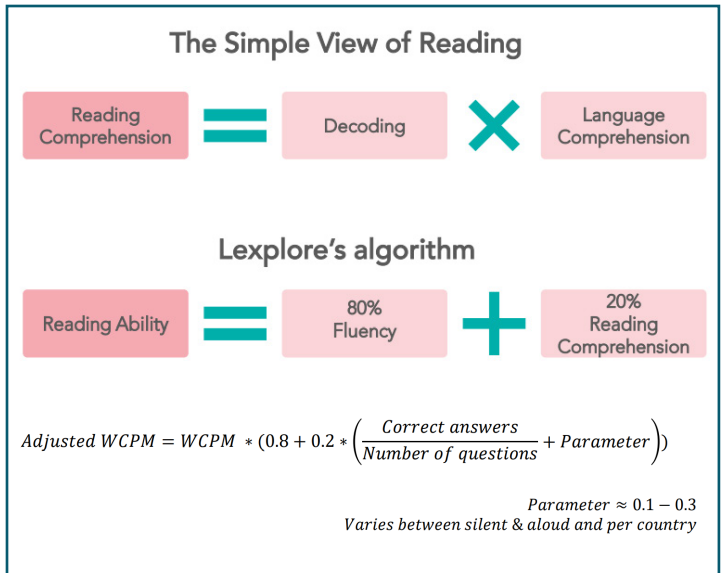 The Simple View of Reading
Reading
Comprehension
=
Decoding
×
Language
Comprehension
Lexplore's algorithm
Reading Ability
=
80%
Fluency
+
20%
Reading
Comprehension
Adjusted WCPM = WCPM * (0.8 + 0.2 * (Correct answers / Number of questions + Parameter))
Parameter ≈ 0.1 − 0.3
Varies between silent & aloud and per country